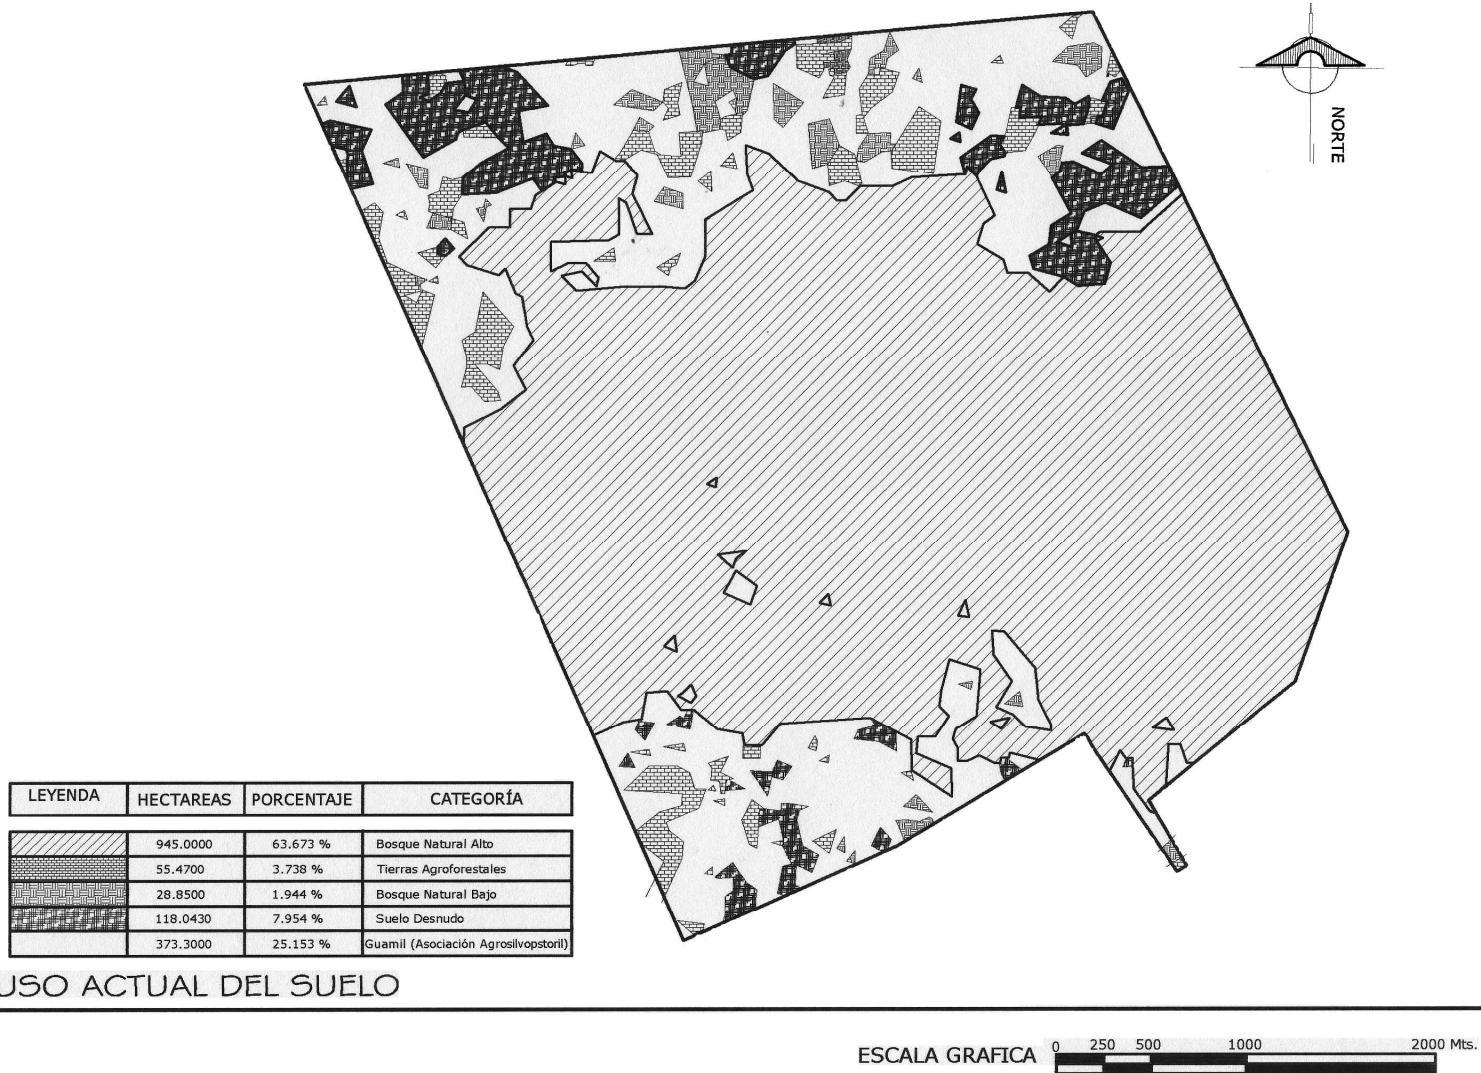 NORTE
LEYENDA HECTAREAS PORCENTAJE CATEGORÍA
945.0000 63.673 % Bosque Natural Alto
55.4700 3.738 % Tierras Agroforestales
28.8500 1.944 % Bosque Natural Bajo
118.0430 7.954 % Suelo Desnudo
373.3000 25.153 % Guamil (Asociación Agrosilvopstoril)
USO ACTUAL DEL SUELO
ESCALA GRAFICA 0 250 500 1000 2000 Mts.